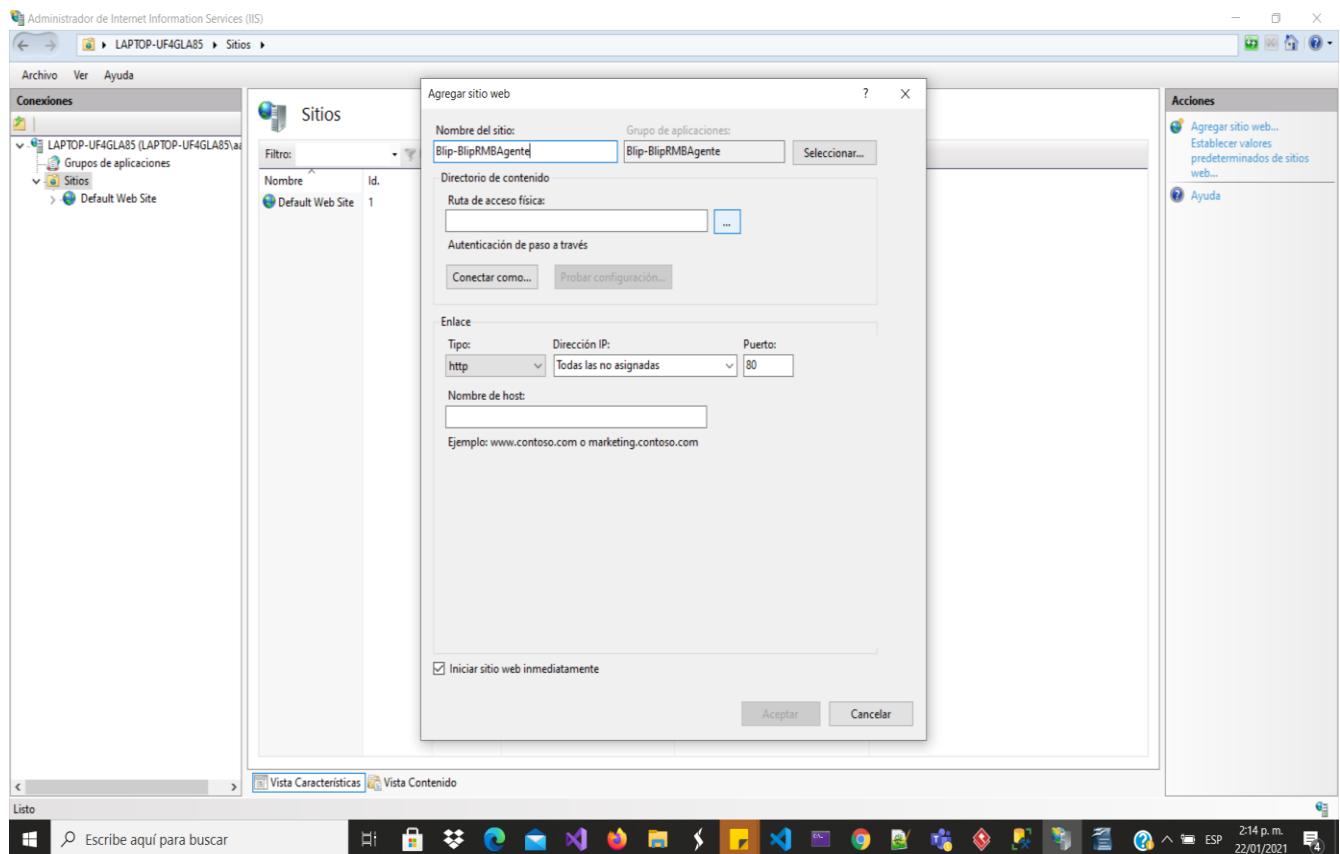 Administrador de Internet Information Services (IIS)
LAPTOP-UF4GLA85 Sitios
Archivo Ver Ayuda
Conexiones
LAPTOP-UF4GLA85 (LAPTOP-UF4GLA85\aa
Grupos de aplicaciones
Sitios
Default Web Site
Sitios
Filtro:
Nombre Id.
Default Web Site 1
Agregar sitio web ?
Nombre del sitio: Grupo de aplicaciones:
Blip-BlipRMBAgente Blip-BlipRMBAgente Seleccionar...
Directorio de contenido
Ruta de acceso física:
...
Autenticación de paso a través
Conectar como... Probar configuración...
Enlace
Tipo: Dirección IP: Puerto:
http Todas las no asignadas 80
Nombre de host:
Ejemplo: www.contoso.com o marketing.contoso.com
Iniciar sitio web inmediatamente
Aceptar Cancelar
Acciones
Agregar sitio web...
Establecer valores
predeterminados de sitios
web...
Ayuda
Vista Características Vista Contenido
Listo
Escribe aquí para buscar
ESP
2:14 p. m.
22/01/2021
4